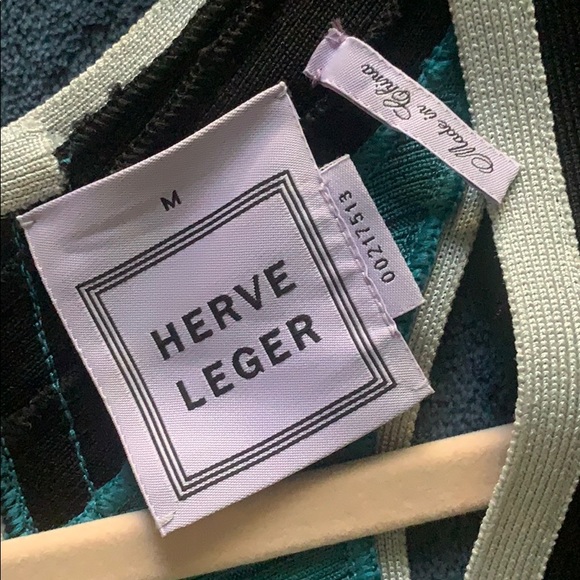 M
HERVE
LEGER
00217513
Made in China